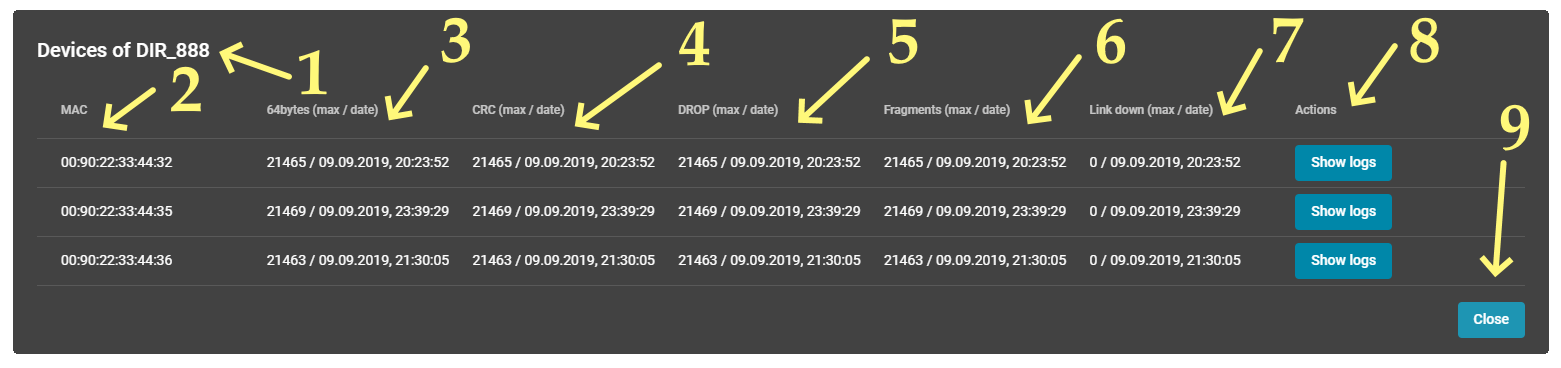 Devices of DIR_888
1 2 3 4 5 6 7 8 9
MAC 64bytes (max / date) CRC (max / date) DROP (max / date) Fragments (max / date) Link down (max / date) Actions
00:90:22:33:44:32 21465 / 09.09.2019, 20:23:52 21465 / 09.09.2019, 20:23:52 21465 / 09.09.2019, 20:23:52 21465 / 09.09.2019, 20:23:52 0 / 09.09.2019, 20:23:52 Show logs
00:90:22:33:44:35 21469 / 09.09.2019, 23:39:29 21469 / 09.09.2019, 23:39:29 21469 / 09.09.2019, 23:39:29 21469 / 09.09.2019, 23:39:29 0 / 09.09.2019, 23:39:29 Show logs
00:90:22:33:44:36 21463 / 09.09.2019, 21:30:05 21463 / 09.09.2019, 21:30:05 21463 / 09.09.2019, 21:30:05 21463 / 09.09.2019, 21:30:05 0 / 09.09.2019, 21:30:05 Show logs
Close